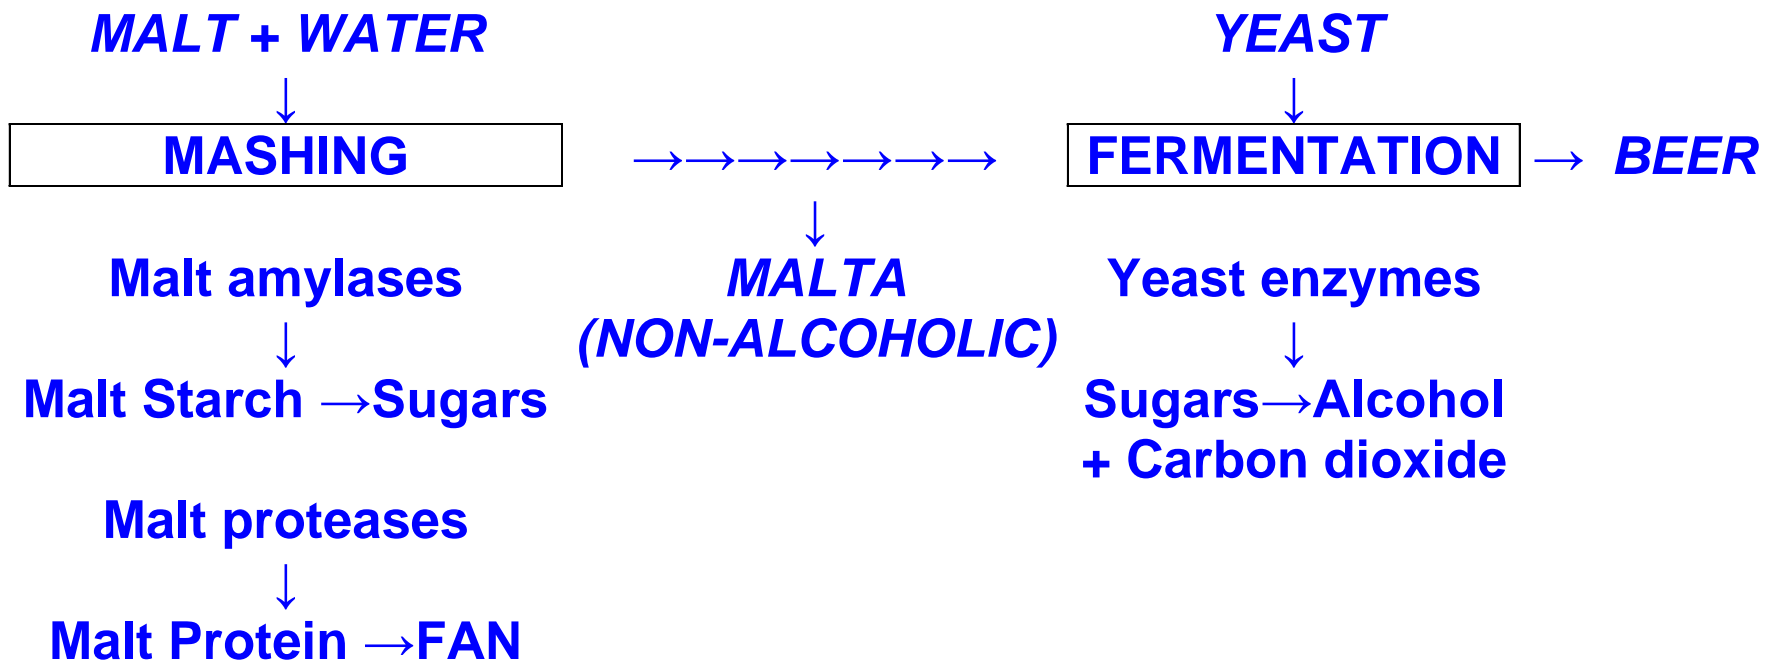 MALT + WATER
YEAST
↓
↓
MASHING
→→→→→→→
FERMENTATION → BEER
↓
Malt amylases
MALTA
Yeast enzymes
↓
(NON-ALCOHOLIC)
↓
Malt Starch →Sugars
Sugars→Alcohol
+ Carbon dioxide
Malt proteases
↓
Malt Protein →FAN